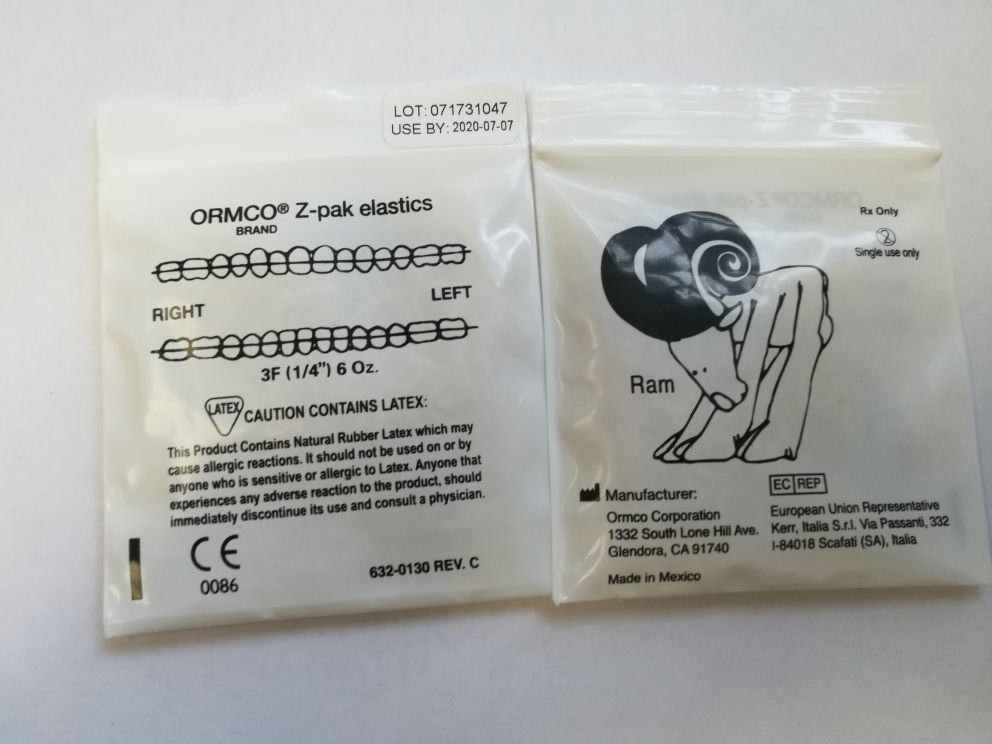 LOT: 071731047
USE BY: 2020-07-07
ORMCO® Z-pak elastics
BRAND
LEFT
RIGHT
3F (1/4”) 6 Oz.
LATEX
CAUTION CONTAINS LATEX:
This Product Contains Natural Rubber Latex which may
cause allergic reactions. It should not be used on or by
anyone who is sensitive or allergic to Latex. Anyone that
experiences any adverse reaction to the product, should
immediately discontinue its use and consult a physician.
CE
0086
632-0130 REV. C
Rx Only
2
Single use only
Ram
Manufacturer:
Ormco Corporation
1332 South Lone Hill Ave.
Glendora, CA 91740
Made in Mexico
EC REP
European Union Representative
Kerr, Italia S.r.l. Via Passanti, 332
I-84018 Scafati (SA), Italia